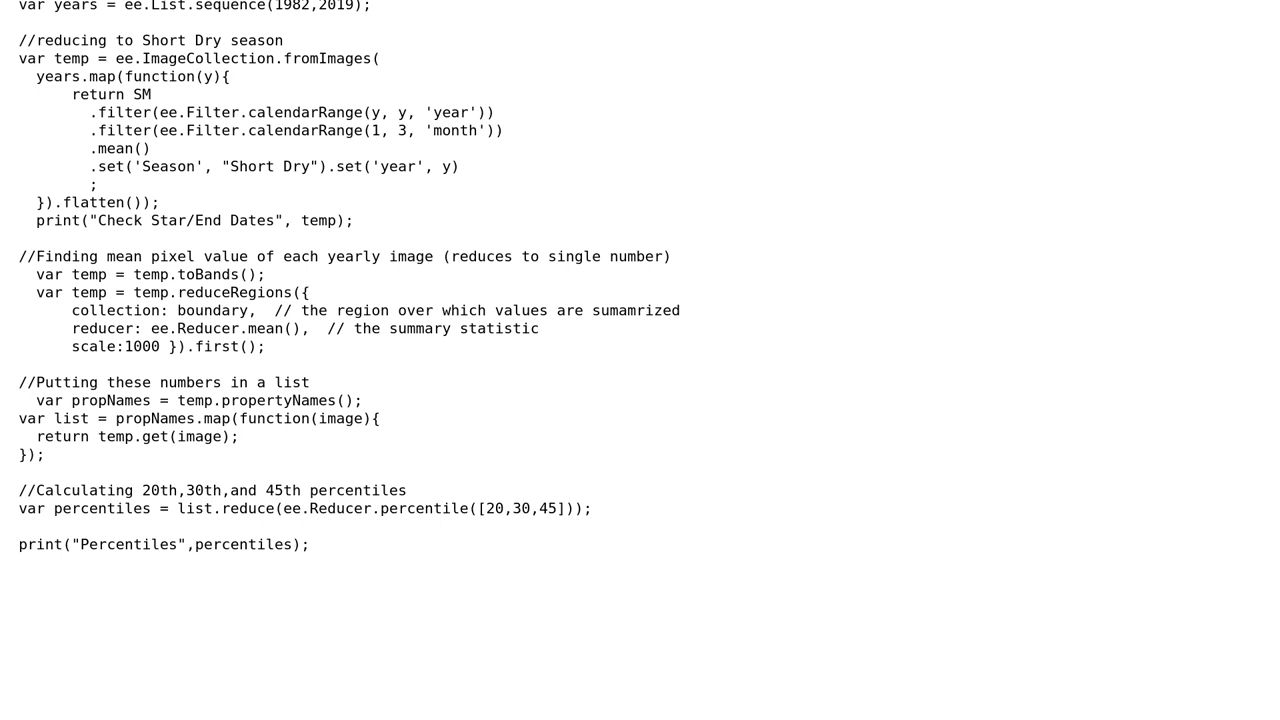 var years = ee.List.sequence(1982,2019);
//reducing to Short Dry season
var temp = ee.ImageCollection.fromImages(
  years.map(function(y){
      return SM
        .filter(ee.Filter.calendarRange(y, y, 'year'))
        .filter(ee.Filter.calendarRange(1, 3, 'month'))
        .mean()
        .set('Season', "Short Dry").set('year', y)
        ;
  }).flatten());
  print("Check Star/End Dates", temp);
//Finding mean pixel value of each yearly image (reduces to single number)
  var temp = temp.toBands();
  var temp = temp.reduceRegions({
      collection: boundary,  // the region over which values are sumamrized
      reducer: ee.Reducer.mean(),  // the summary statistic
      scale:1000 }).first();
//Putting these numbers in a list
  var propNames = temp.propertyNames();
var list = propNames.map(function(image){
  return temp.get(image);
});
//Calculating 20th,30th,and 45th percentiles
var percentiles = list.reduce(ee.Reducer.percentile([20,30,45]));
print("Percentiles",percentiles);